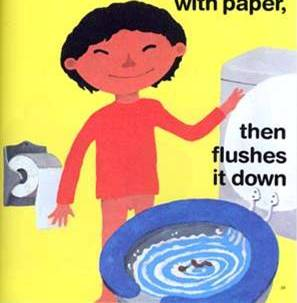 with paper,
then
flushes
it down